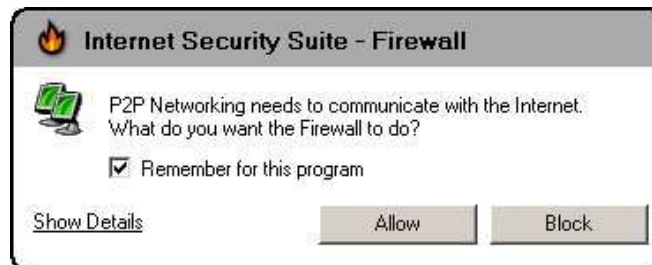 Internet Security Suite - Firewall
P2P Networking needs to communicate with the Internet.
What do you want the Firewall to do?
Remember for this program
Show Details
Allow
Block